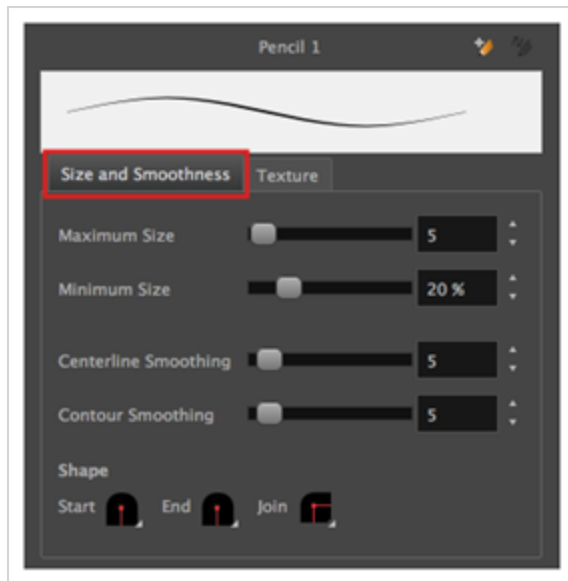 Pencil 1
Size and Smoothness Texture
Maximum Size 5
Minimum Size 20 %
Centerline Smoothing 5
Contour Smoothing 5
Shape
Start End Join